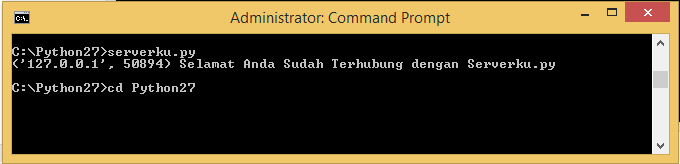 Administrator: Command Prompt
C:\Python27>serverku.py
('127.0.0.1', 50894) Selamat Anda Sudah Terhubung dengan Serverku.py
C:\Python27>cd Python27